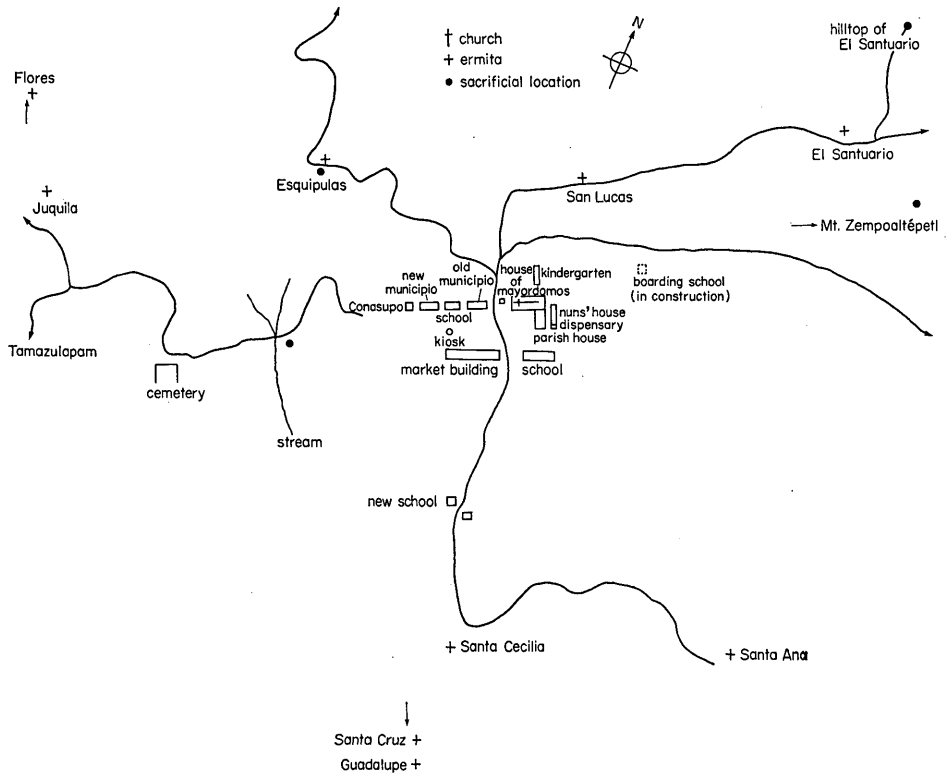 N
† church
+ ermita
● sacrificial location
hilltop of
El Santuario
Flores
El Santuario
Esquipulas
San Lucas
Juquila
Mt. Zempoaltépetl
house
of
mayordomos
kindergarten
old
municipio
new
municipio
boarding school
(in construction)
Conasupo
school
nuns' house
dispensary
parish house
kiosk
Tamazulapam
market building
school
cemetery
stream
new school
Santa Cecilia
Santa Ana
Santa Cruz
Guadalupe